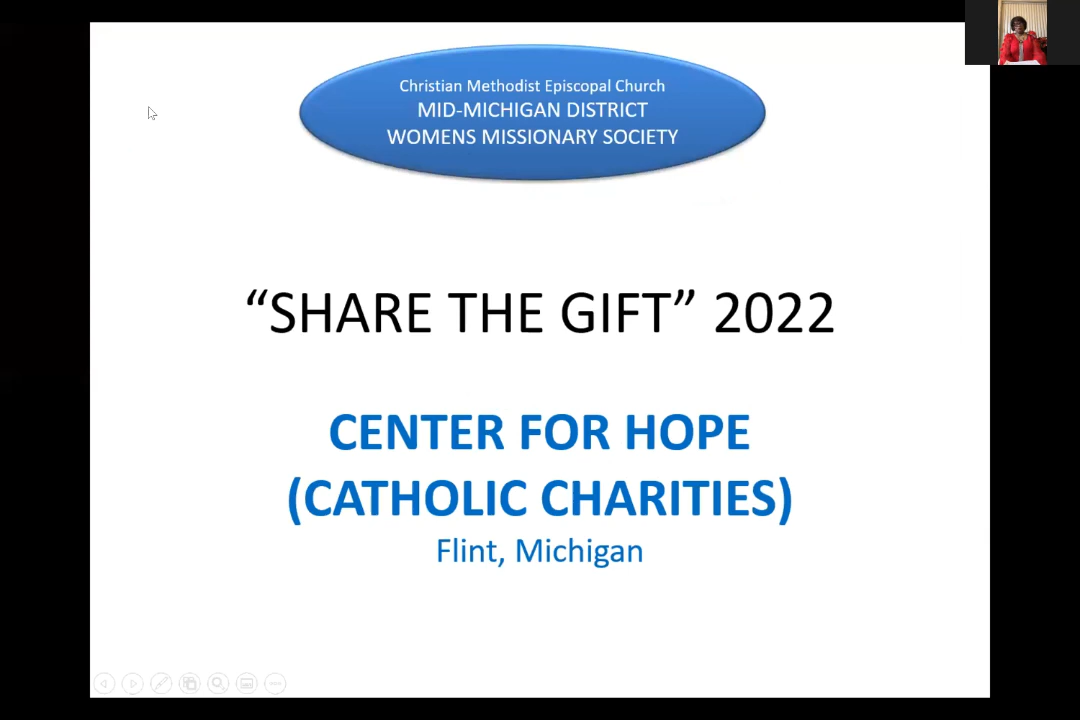 Christian Methodist Episcopal Church
MID-MICHIGAN DISTRICT
WOMENS MISSIONARY SOCIETY
“SHARE THE GIFT” 2022
CENTER FOR HOPE
(CATHOLIC CHARITIES)
Flint, Michigan